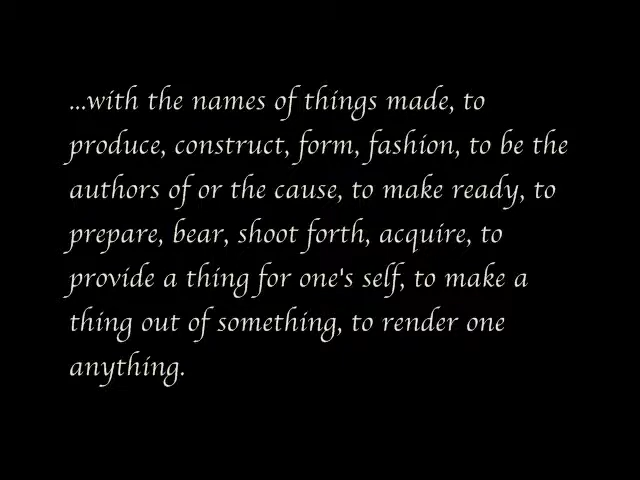 ...with the names of things made, to
produce, construct, form, fashion, to be the
authors of or the cause, to make ready, to
prepare, bear, shoot forth, acquire, to
provide a thing for one's self, to make a
thing out of something, to render one
anything.